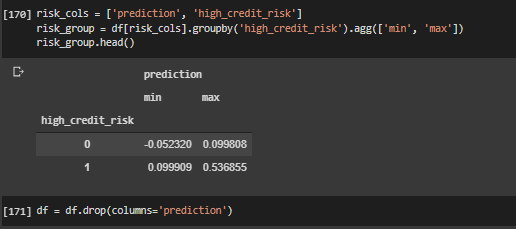 [170] risk_cols = ['prediction', 'high_credit_risk']
risk_group = df[risk_cols].groupby('high_credit_risk').agg(['min', 'max'])
risk_group.head()
prediction
min max
high_credit_risk
0 -0.052320 0.099808
1 0.099909 0.536855
[171] df = df.drop(columns='prediction')